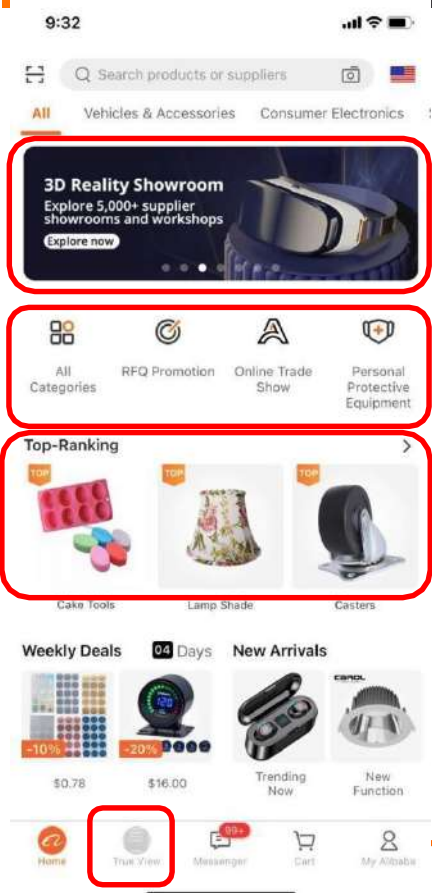 9:32
Search products or suppliers
All Vehicles & Accessories Consumer Electronics
3D Reality Showroom
Explore 5,000+ supplier
showrooms and workshops
Explore now
All
Categories
RFQ Promotion
Online Trade
Show
Personal
Protective
Equipment
Top-Ranking
TOP TOP TOP
Cake Tools Lamp Shade Casters
Weekly Deals 04 Days New Arrivals
CAROL
120
-10% -20%
$0.78 $16.00
Trending
Now
New
Function
99+
Home True View Messenger Cart My Alibaba